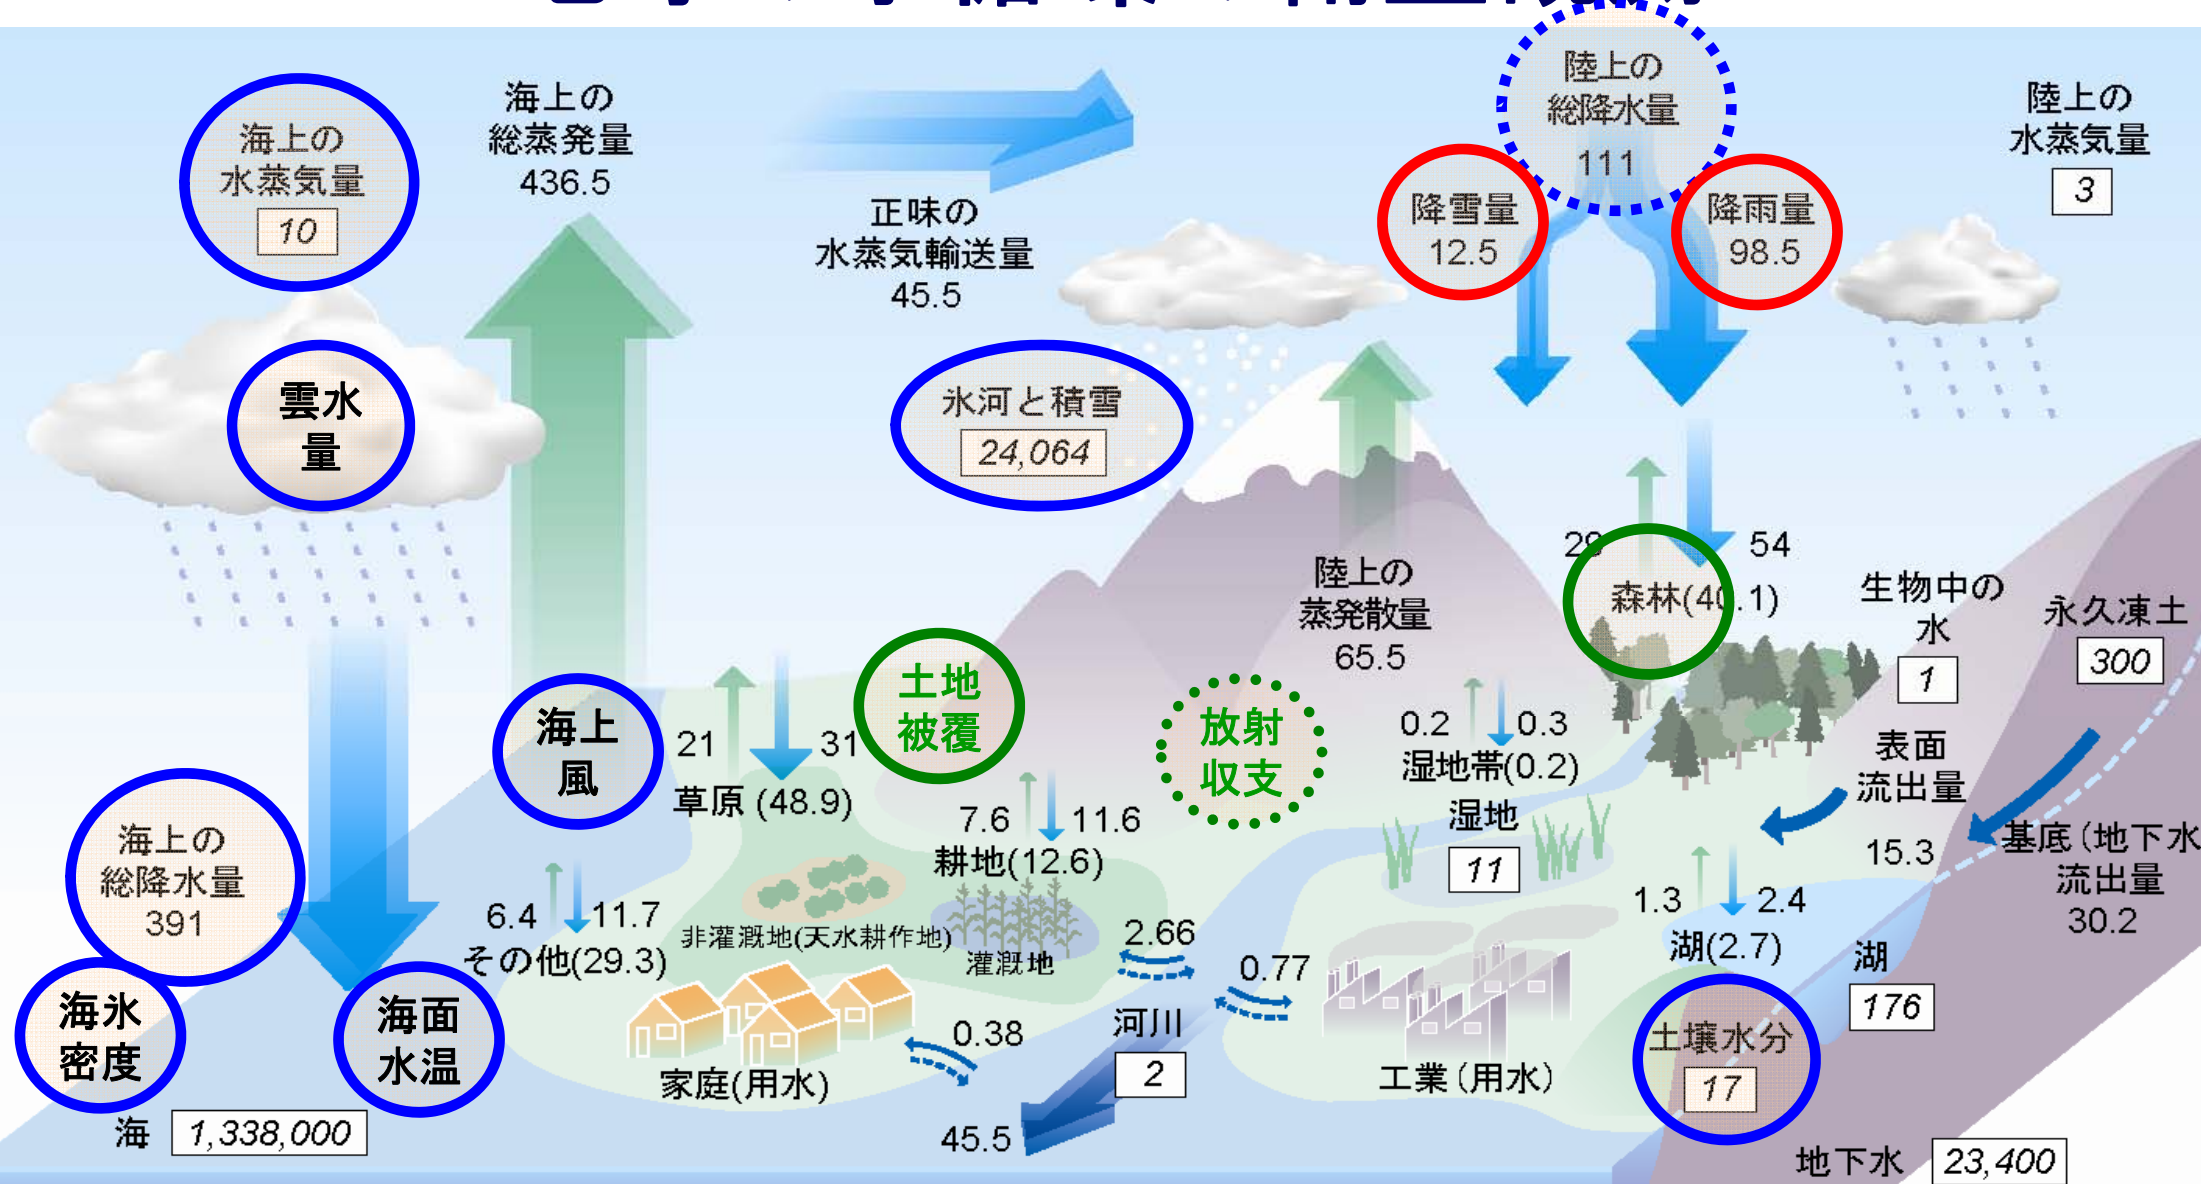 海上の
水蒸気量
10
海上の
総蒸発量
436.5
正味の
水蒸気輸送量
45.5
陸上の
総降水量
111
降雪量
12.5
降雨量
98.5
陸上の
水蒸気量
3
雲水
量
氷河と積雪
24,064
陸上の
蒸発散量
65.5
29
54
森林(40.1)
生物中の
水
1
永久凍土
300
海上
風
21
31
草原 (48.9)
土地
被覆
放射
収支
0.2
0.3
湿地帯(0.2)
湿地
11
表面
流出量
15.3
基底(地下水
流出量
30.2
海上の
総降水量
391
7.6
11.6
耕地(12.6)
6.4
11.7
その他(29.3)
非灌漑地(天水耕作地)
灌漑地
2.66
0.77
1.3
2.4
湖(2.7)
湖
176
海氷
密度
海面
水温
家庭(用水)
0.38
河川
2
工業(用水)
土壌水分
17
海
1,338,000
45.5
地下水
23,400